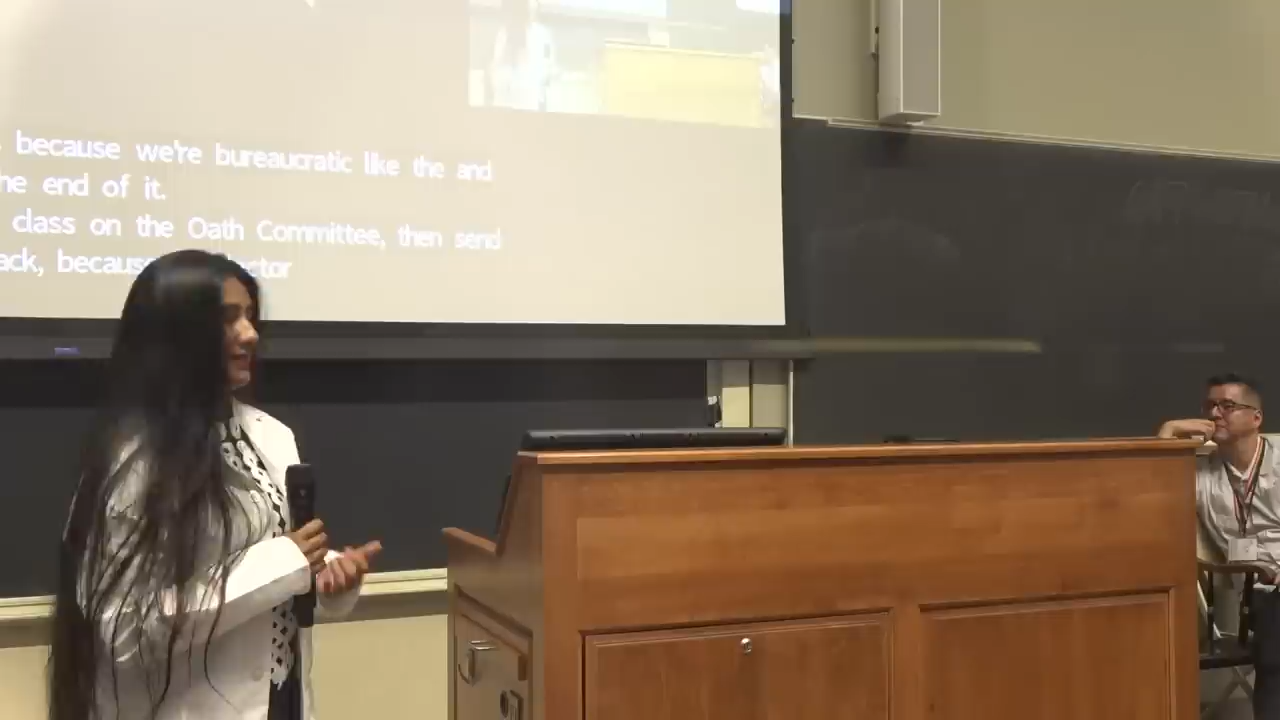 because we're bureaucratic like the and
he end of it.
class on the Oath Committee, then send
ack, because